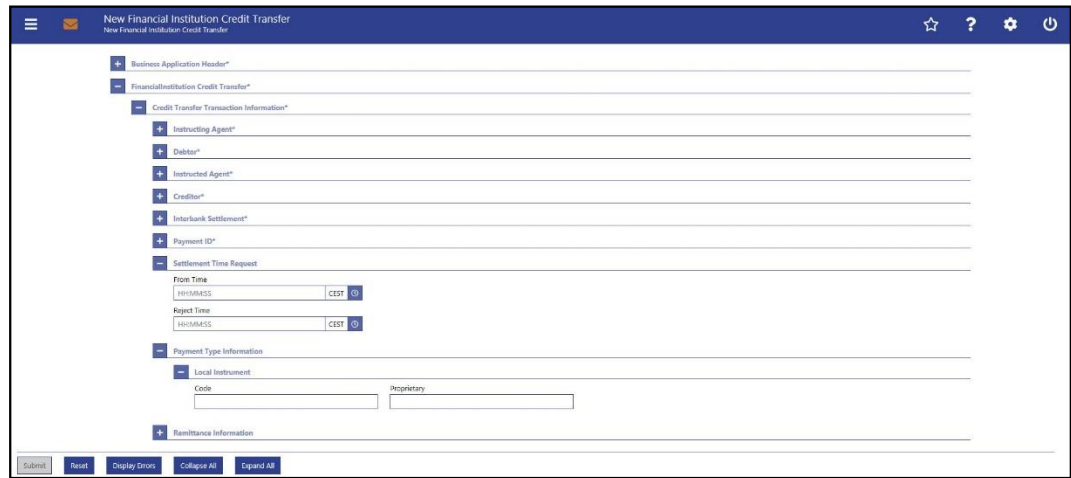 New Financial Institution Credit Transfer
New Financial Institution Credit Transfer
Business Application Header*
FinancialInstitution Credit Transfer*
Credit Transfer Transaction Information*
Instructing Agent*
Debtor*
Instructed Agent*
Creditor*
Interbank Settlement*
Payment ID*
Settlement Time Request
From Time
HH:MM:SS CEST
Reject Time
HH:MM:SS CEST
Payment Type Information
Local Instrument
Code Proprietary
Remittance Information
Submit Reset Display Errors Collapse All Expand All